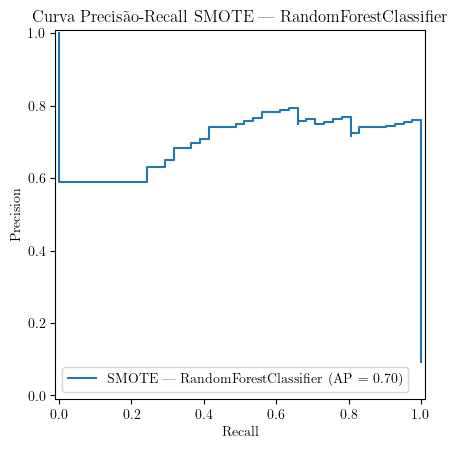 Curva Precisão-Recall SMOTE — RandomForestClassifier
1.0
0.8
0.6
0.4
0.2
0.0
Precision
SMOTE — RandomForestClassifier (AP = 0.70)
0.0 0.2 0.4 0.6 0.8 1.0
Recall